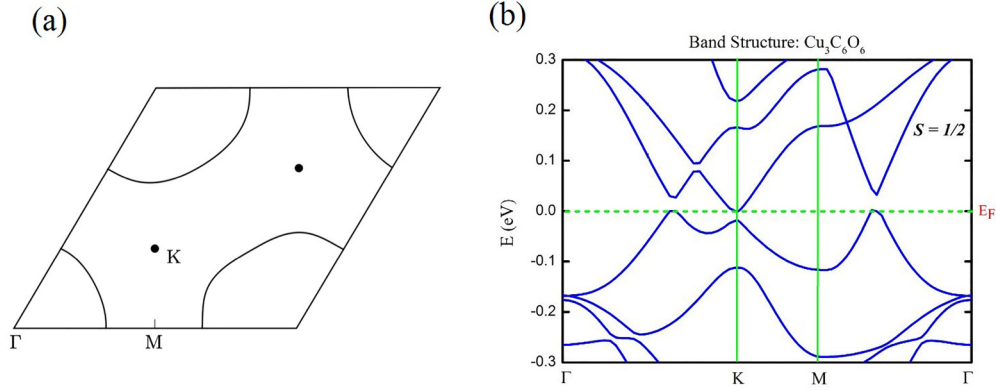 (a)
K
Γ
M
(b)
Band Structure: Cu₃C₆O₆
E (eV)
0.3
0.2
0.1
0.0
-0.1
-0.2
-0.3
S = 1/2
E_F
Γ
K
M
Γ